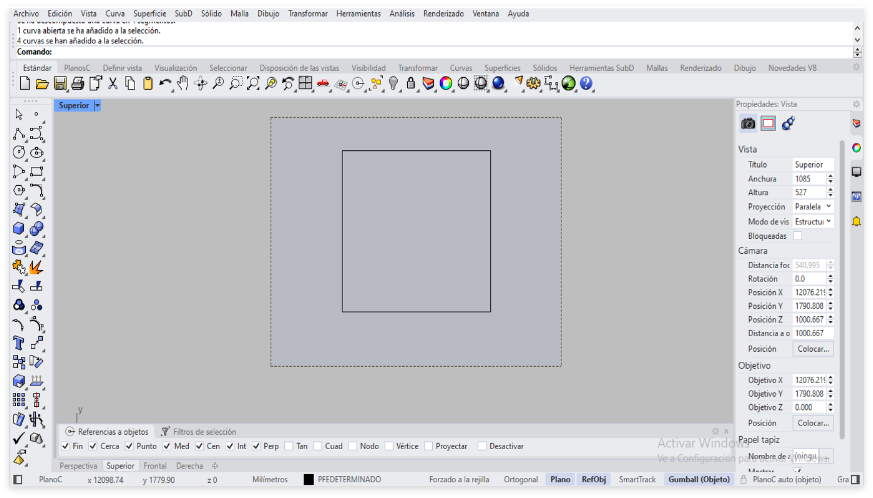 Archivo Edición Vista Curva Superficie SubD Sólido Malla Dibujo Transformar Herramientas Análisis Renderizado Ventana Ayuda
1 curva abierta se ha añadido a la selección.
4 curvas se han añadido a la selección.
Comando:
Estándar PlanosC Definir vista Visualización Seleccionar Disposición de las vistas Visibilidad Transformar Curvas Superficies Sólidos Herramientas SubD Mallas Renderizado Dibujo Novedades V8
Superior
Propiedades: Vista
Vista
Título Superior
Anchura 1085
Altura 527
Proyección Paralela
Modo de vis Estructu
Bloqueadas
Cámara
Distancia foc 540.995
Rotación 0.0
Posición X 12076.219
Posición Y 1790.808
Posición Z 1000.667
Distancia a o 1000.667
Posición Colocar...
Objetivo
Objetivo X 12076.219
Objetivo Y 1790.808
Objetivo Z 0.000
Posición Colocar...
Papel tapiz
Nombre de a (ningu ...
Mostrar
y
Referencias a objetos Filtros de selección
Fin Cerca Punto Med Cen Int Perp Tan Cuad Nodo Vértice Proyectar Desactivar
Activar Windows
Ve a Configuración para activar Windows.
Perspectiva Superior Frontal Derecha
PlanoC x 12098.74 y 1779.90 z 0 Milímetros PFEDETERMINADO Forzado a la rejilla Ortogonal Plano RefObj SmartTrack Gumball (Objeto) PlanoC auto (objeto) Gra